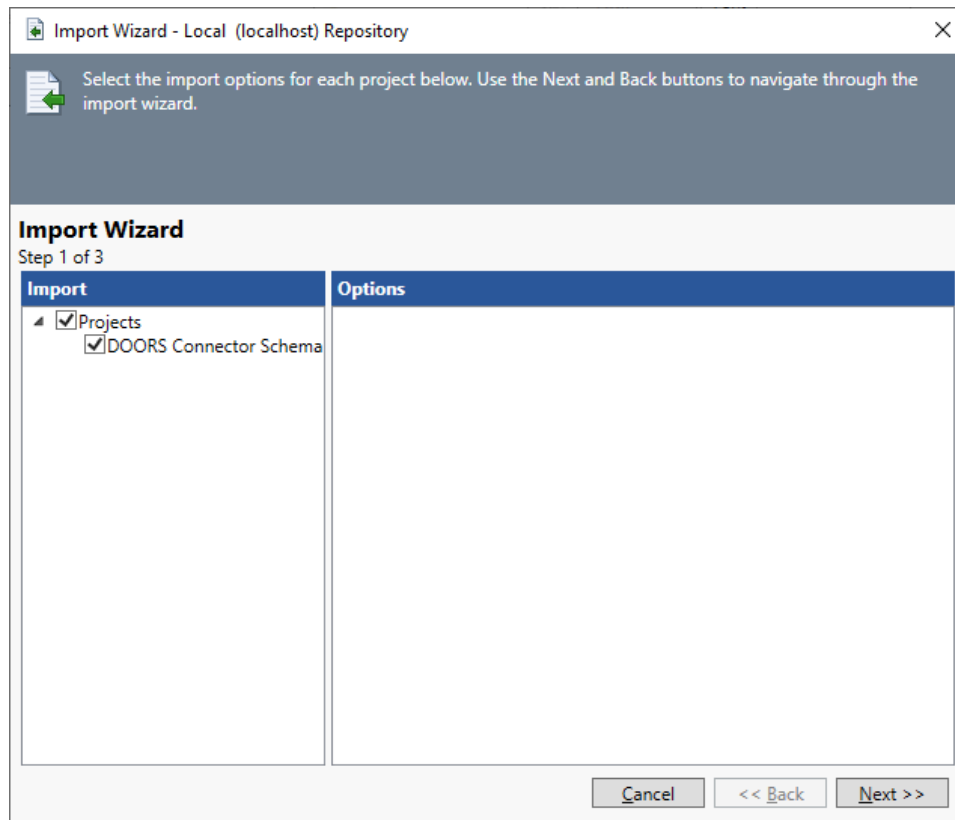 Import Wizard - Local  (localhost) Repository
Select the import options for each project below. Use the Next and Back buttons to navigate through the
import wizard.
Import Wizard
Step 1 of 3
Import
Options
Projects
DOORS Connector Schema
Cancel
<< Back
Next >>